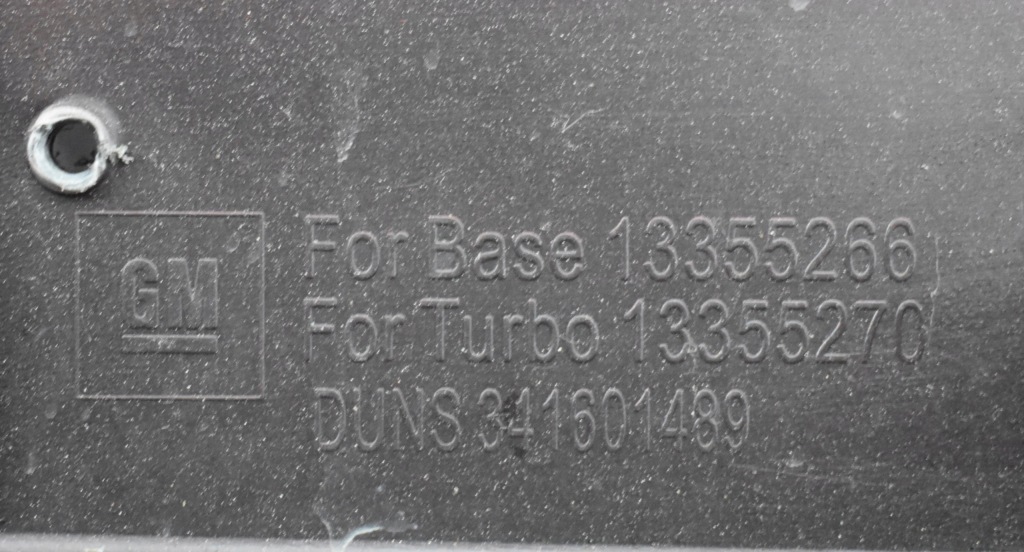 GM
For Base 13355266
For Turbo 13355270
DUNS 341601489